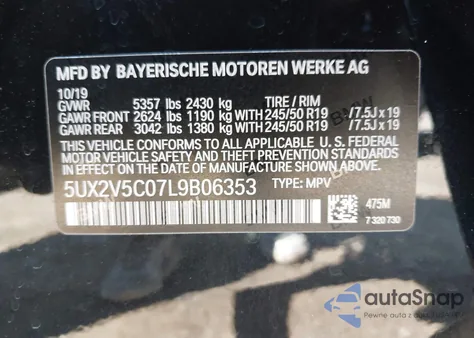 MFD BY BAYERISCHE MOTOREN WERKE AG
10/19
GVWR 5357 lbs 2430 kg TIRE / RIM
GAWR FRONT 2624 lbs 1190 kg WITH 245/50 R19 /7.5J x 19
GAWR REAR 3042 lbs 1380 kg WITH 245/50 R19 /7.5J x 19
THIS VEHICLE CONFORMS TO ALL APPLICABLE U. S. FEDERAL
MOTOR VEHICLE SAFETY, BUMPER, AND THEFT PREVENTION
STANDARDS IN EFFECT ON THE DATE OF MANUFACTURE SHOWN ABOVE.
5UX2V5C07L9B06353 TYPE: MPV
475M
7 320 730
autoSnap
Pewne auta z